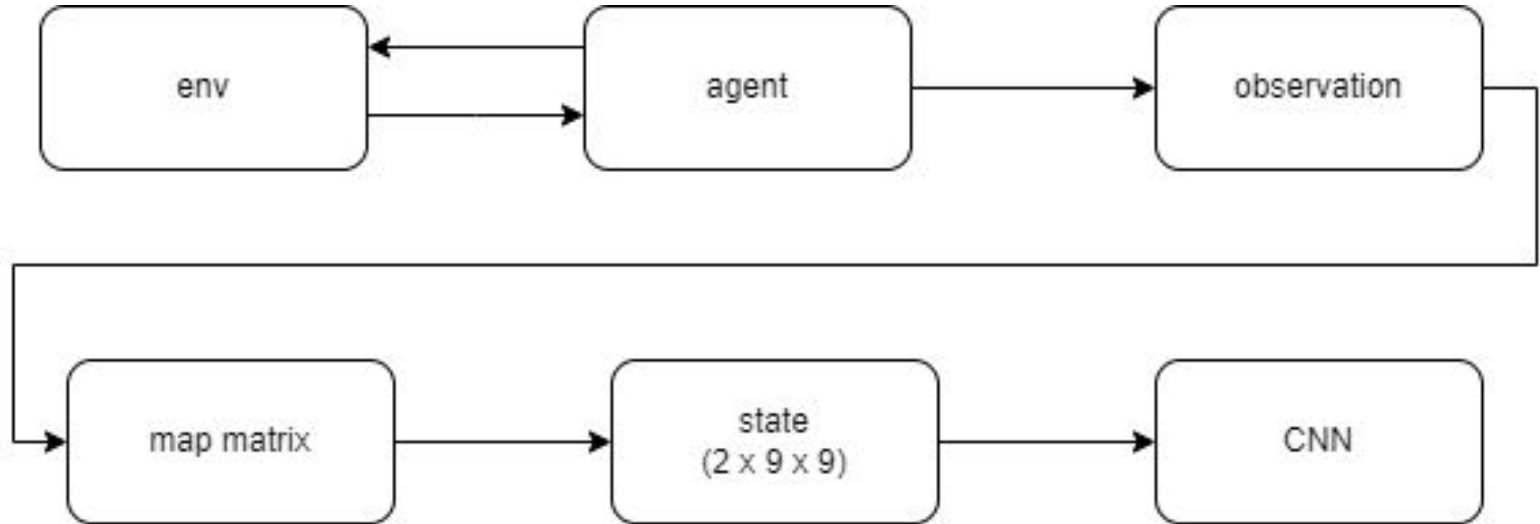 env
agent
observation
map matrix
state
(2 x 9 x 9)
CNN